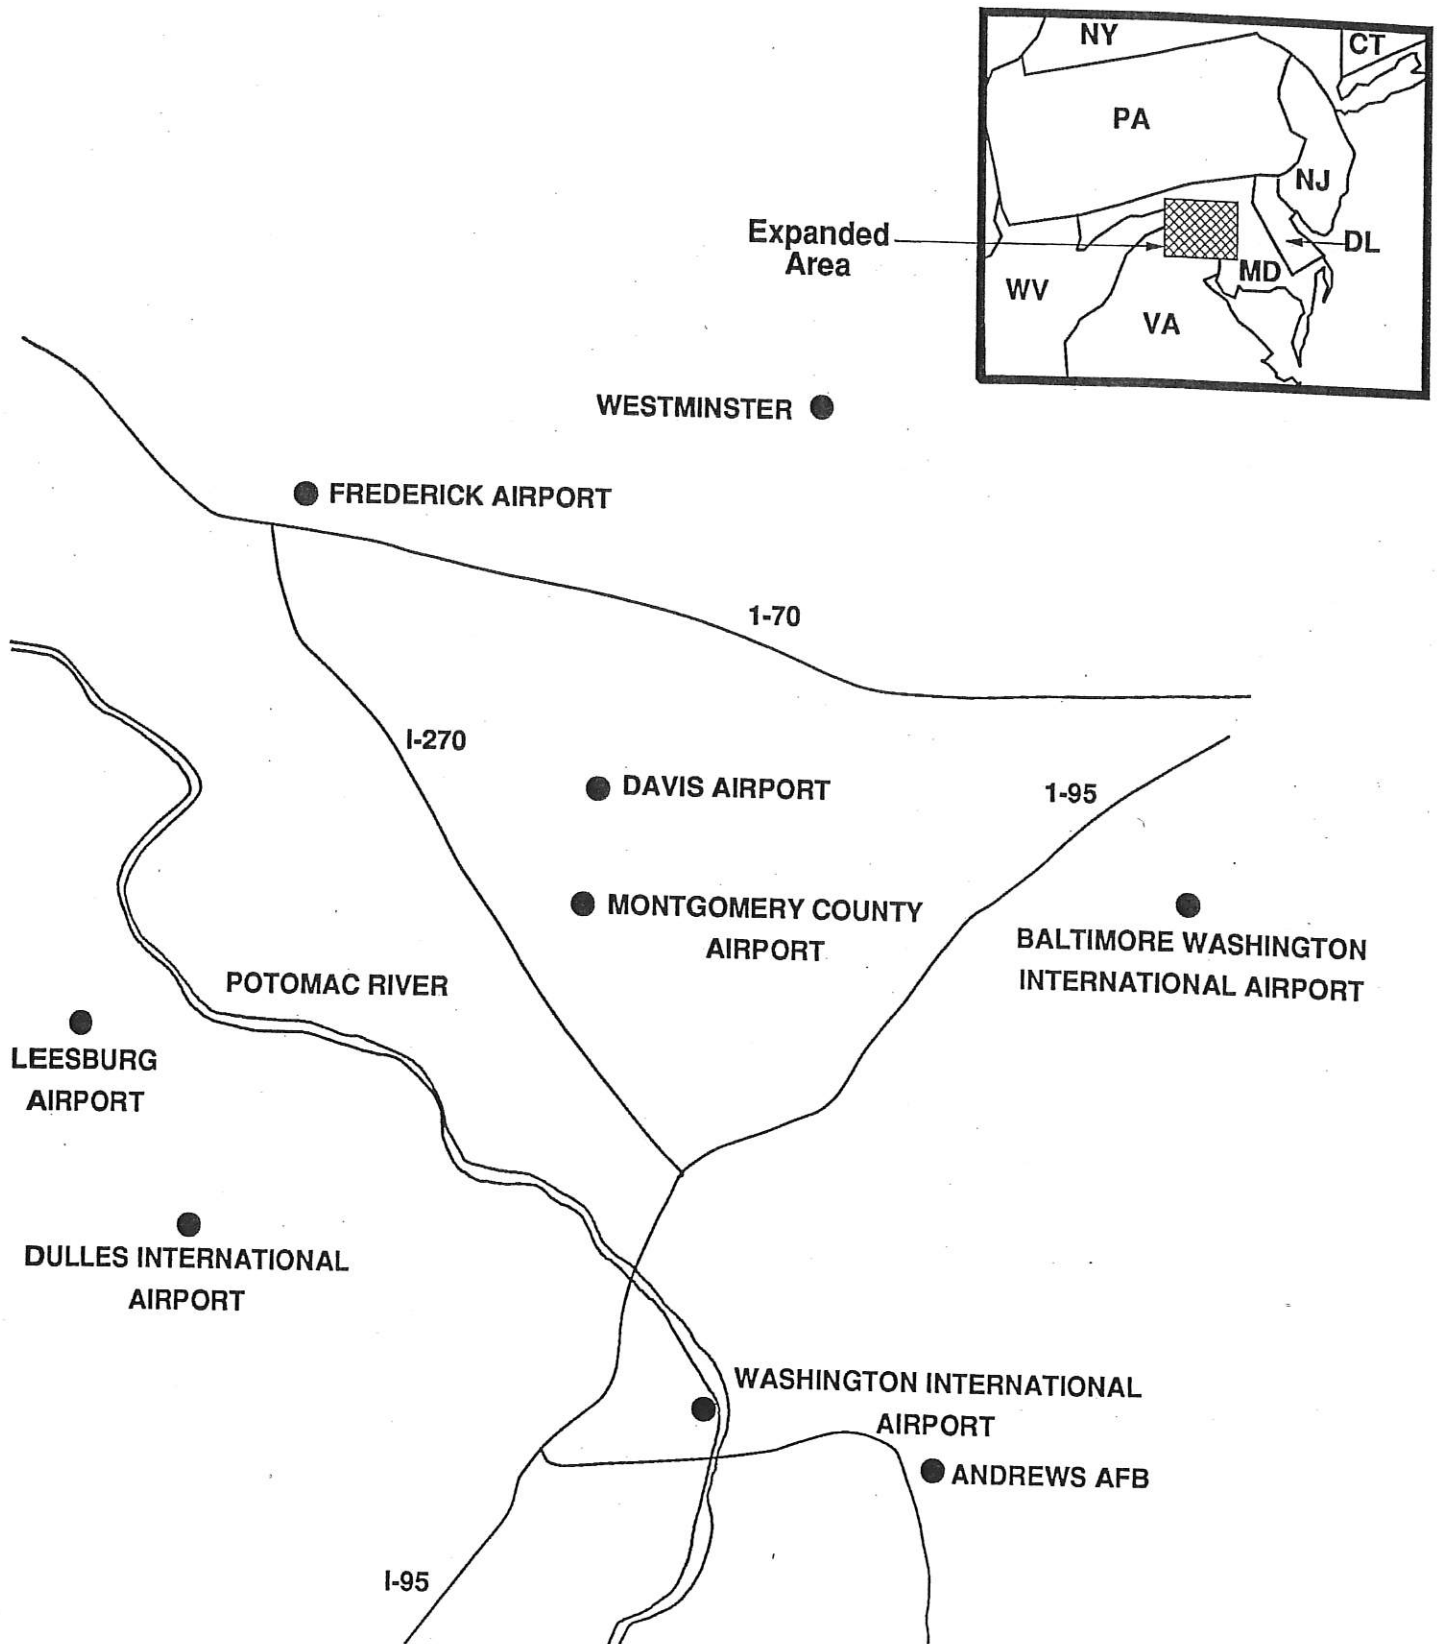 NY
CT
PA
NJ
Expanded
Area
DL
MD
WV
VA
WESTMINSTER
FREDERICK AIRPORT
1-70
I-270
DAVIS AIRPORT
1-95
MONTGOMERY COUNTY
AIRPORT
BALTIMORE WASHINGTON
INTERNATIONAL AIRPORT
POTOMAC RIVER
LEESBURG
AIRPORT
DULLES INTERNATIONAL
AIRPORT
WASHINGTON INTERNATIONAL
AIRPORT
ANDREWS AFB
I-95